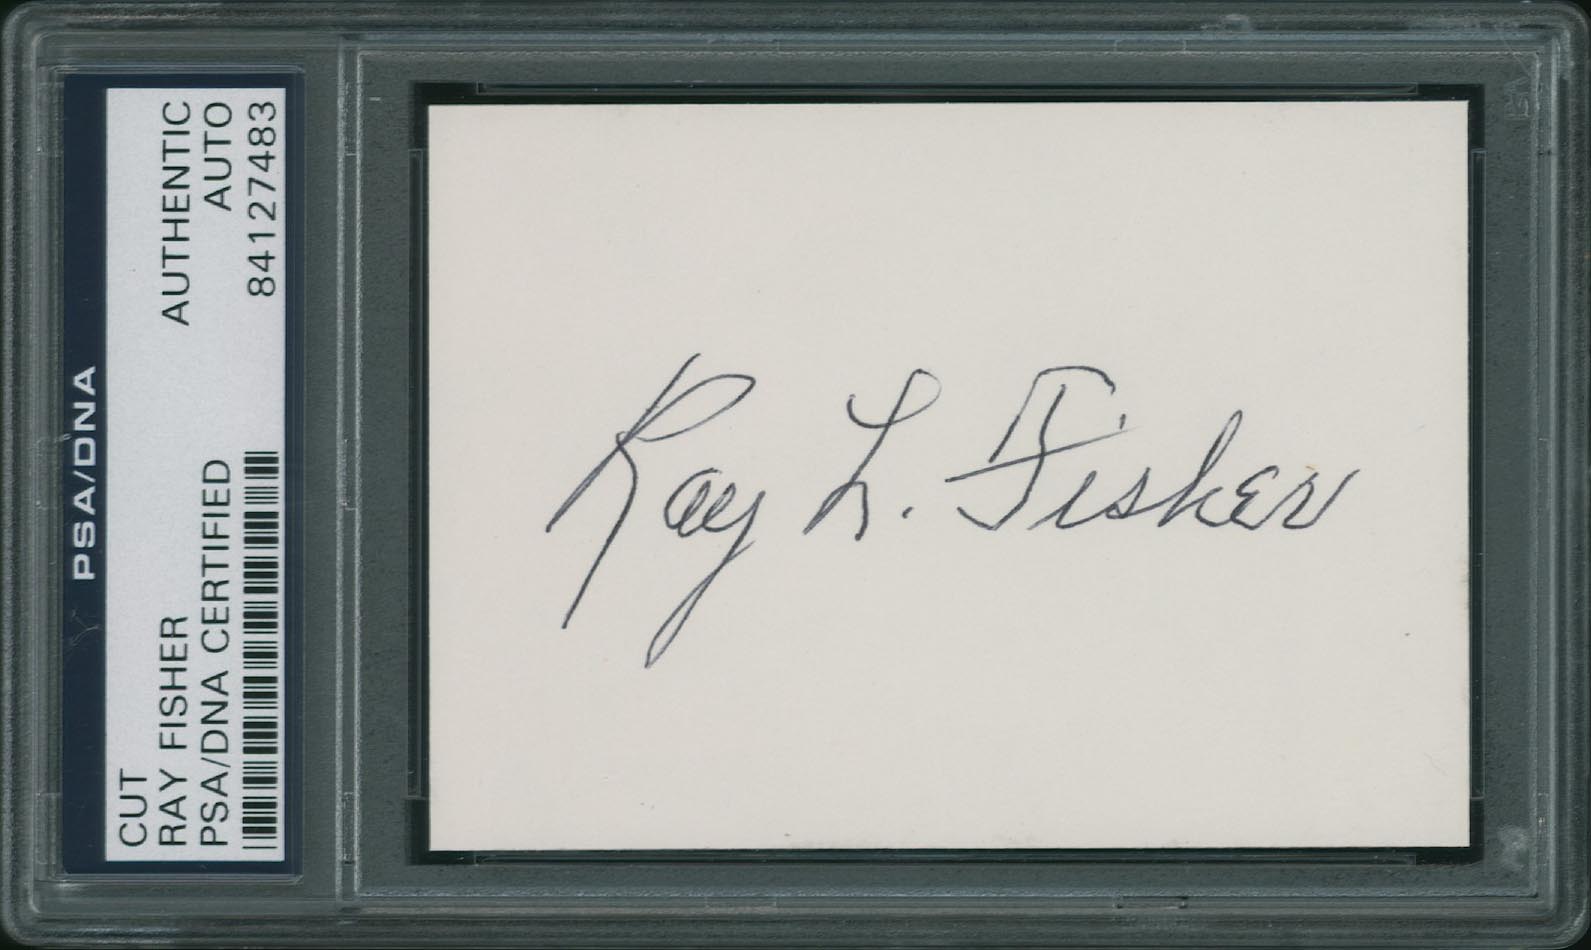 PSA/DNA
CUT
RAY FISHER
PSA/DNA CERTIFIED
AUTHENTIC
AUTO
84127483
Ray L. Fisher